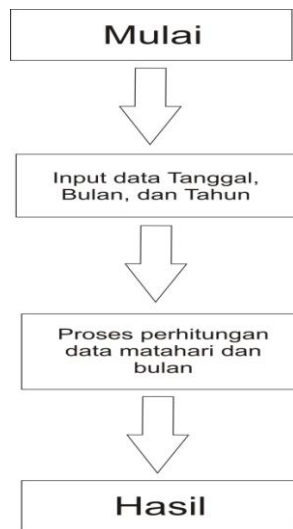 Mulai
Input data Tanggal,
Bulan, dan Tahun
Proses perhitungan
data matahari dan
bulan
Hasil